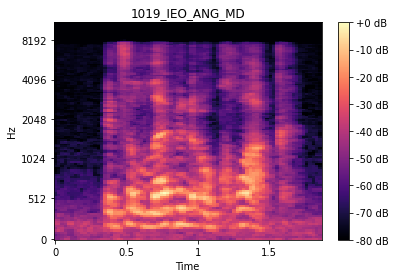 1019_IEO_ANG_MD
8192
4096
2048
1024
512
0
Hz
0
0.5
1
1.5
Time
+0 dB
-10 dB
-20 dB
-30 dB
-40 dB
-50 dB
-60 dB
-70 dB
-80 dB